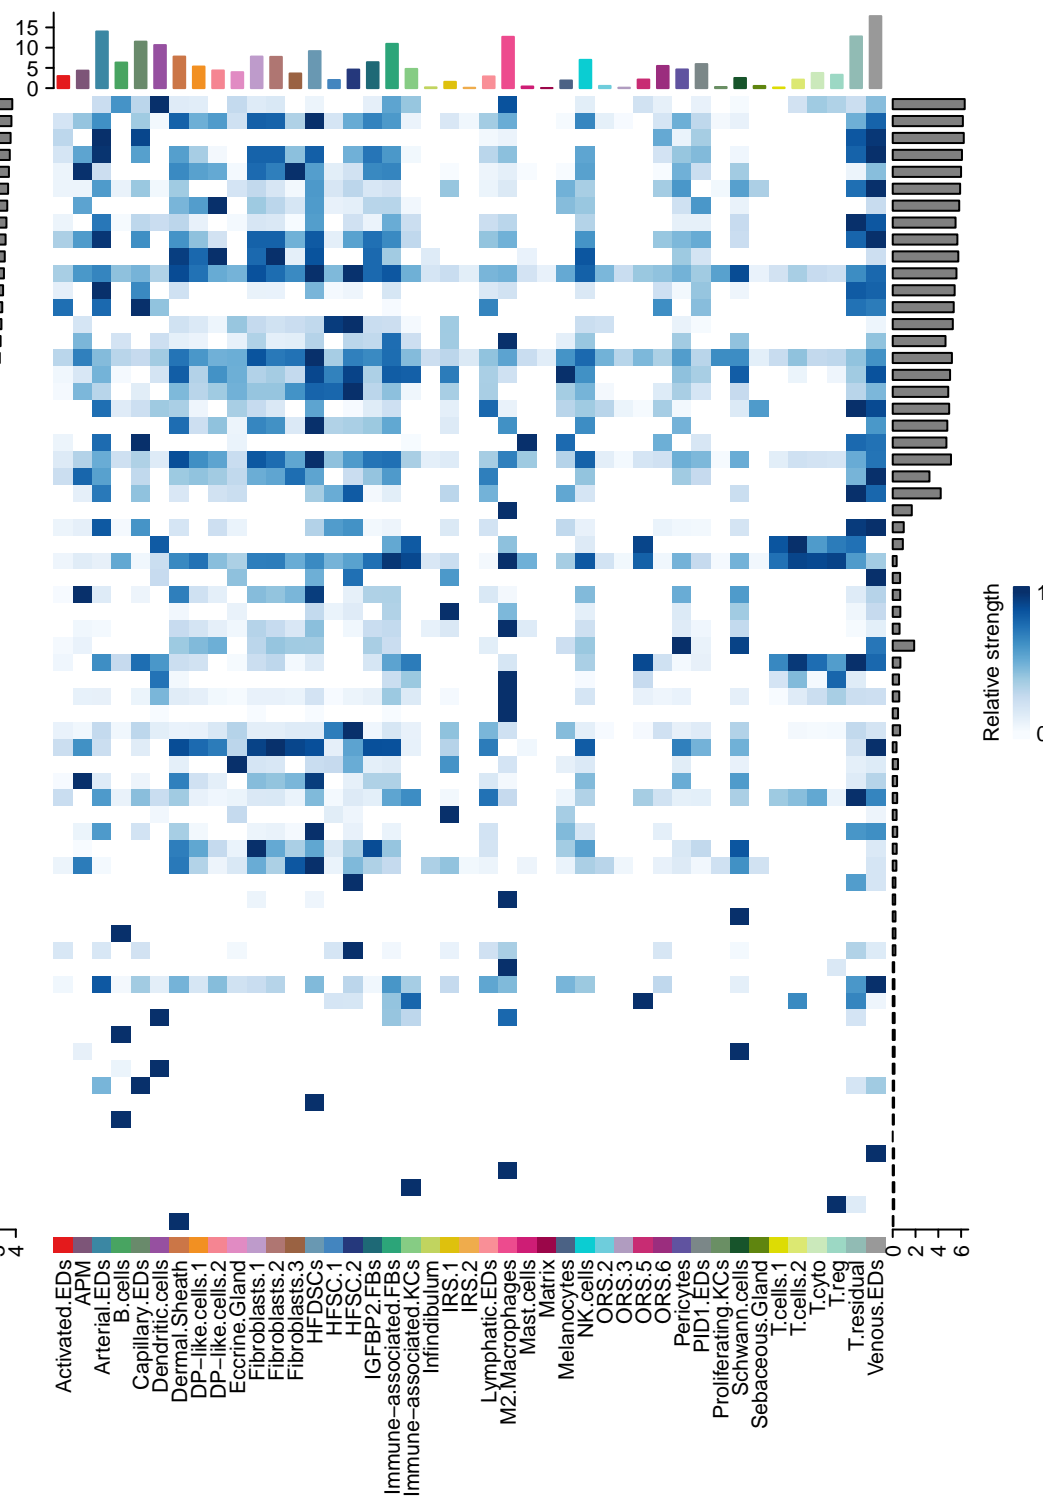 15
10
5
0
Relative strength
1
0
3
4
0
2
4
6
Activated.EDs
APM
Arterial.EDs
B.cells
Capillary.EDs
Dendritic.cells
Dermal.Sheath
DP−like.cells.1
DP−like.cells.2
Eccrine.Gland
Fibroblasts.1
Fibroblasts.2
Fibroblasts.3
HFDSCs
HFSC.1
HFSC.2
IGFBP2.FBs
Immune−associated.FBs
Immune−associated.KCs
Infindibulum
IRS.1
IRS.2
Lymphatic.EDs
M2.Macrophages
Mast.cells
Matrix
Melanocytes
NK.cells
ORS.2
ORS.3
ORS.5
ORS.6
Pericytes
PID1.EDs
Proliferating.KCs
Schwann.cells
Sebaceous.Gland
T.cells.1
T.cells.2
T.cyto
T.reg
T.residual
Venous.EDs